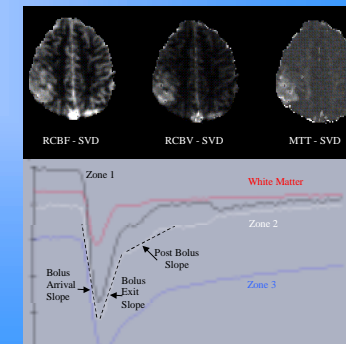 RCBF - SVD
RCBV - SVD
MTT - SVD
Zone 1
White Matter
Zone 2
Post Bolus
Slope
Bolus
Arrival
Slope
Bolus
Exit
Slope
Zone 3